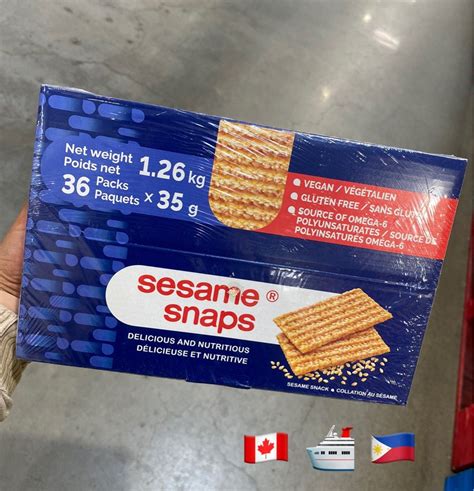 Net weight 1.26 kg
Poids net
36 Packs x 35 g
Paquets
VEGAN / VÉGÉTALIEN
GLUTEN FREE / SANS GLUTEN
SOURCE OF OMEGA-6
POLYUNSATURATES / SOURCE DE
POLYINSATURES OMEGA-6
sesame ®
snaps
DELICIOUS AND NUTRITIOUS
DÉLICIEUSE ET NUTRITIVE
SESAME SNACK • COLLATION AU SÉSAME